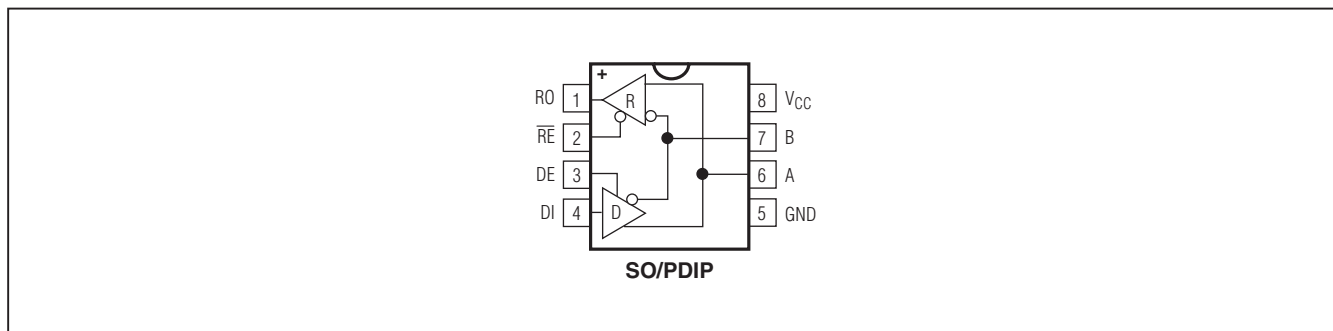 +
RO 1 R 8 VCC
RE 2 7 B
DE 3 6 A
DI 4 D 5 GND
SO/PDIP